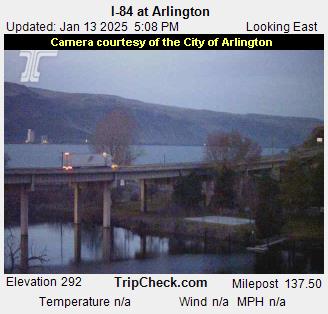 I-84 at Arlington
Updated: Jan 13 2025 5:08 PM Looking East
Camera courtesy of the City of Arlington
Elevation 292 TripCheck.com Milepost 137.50
Temperature n/a Wind n/a MPH n/a